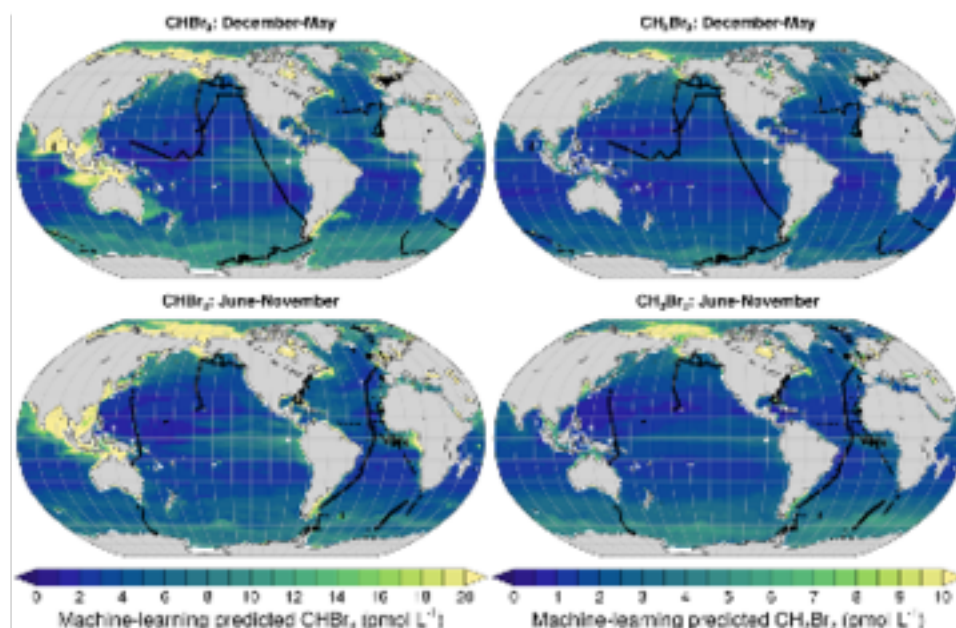 CHBr₃: December-May
CH₂Br₂: December-May
CHBr₃: June-November
CH₂Br₂: June-November
0 2 4 6 8 10 12 14 16 18 20
0 1 2 3 4 5 6 7 8 9 10
Machine-learning predicted CHBr₃ (pmol L⁻¹)
Machine-learning predicted CH₂Br₂ (pmol L⁻¹)